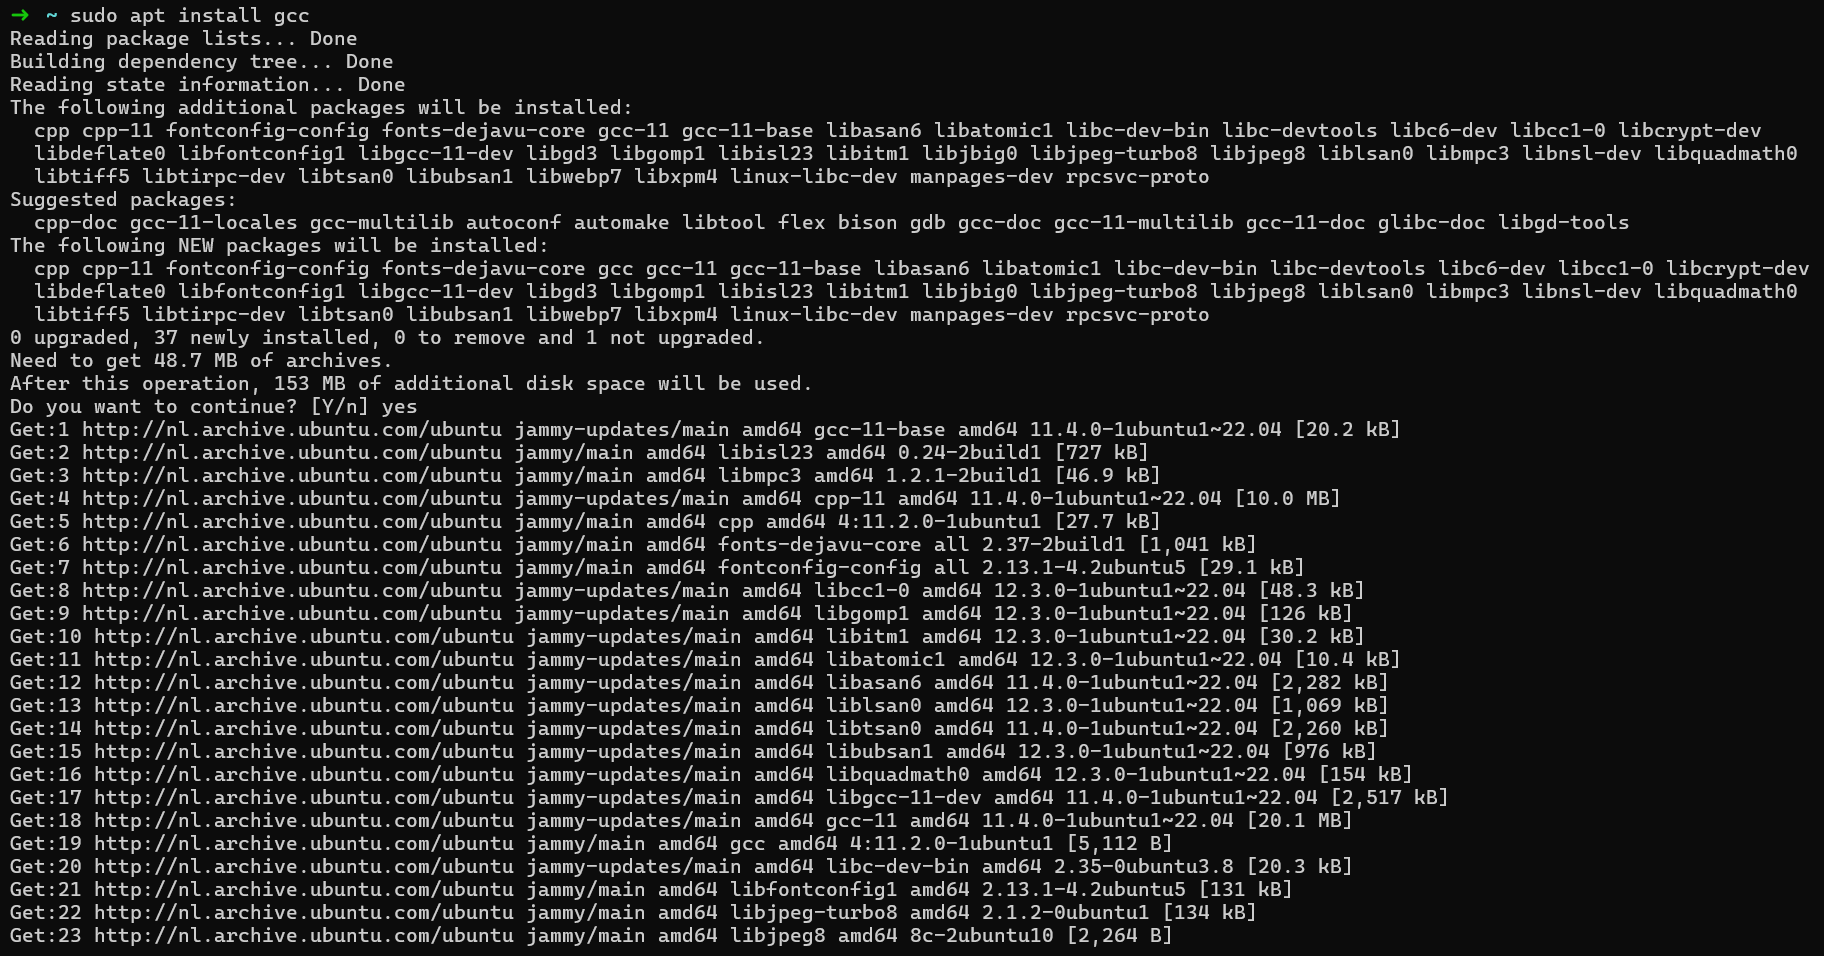 ➜ ~ sudo apt install gcc
Reading package lists... Done
Building dependency tree... Done
Reading state information... Done
The following additional packages will be installed:
  cpp cpp-11 fontconfig-config fonts-dejavu-core gcc-11 gcc-11-base libasan6 libatomic1 libc-dev-bin libc-devtools libc6-dev libcc1-0 libcrypt-dev
  libdeflate0 libfontconfig1 libgcc-11-dev libgd3 libgomp1 libisl23 libitm1 libjbig0 libjpeg-turbo8 libjpeg8 liblsan0 libmpc3 libnsl-dev libquadmath0
  libtiff5 libtirpc-dev libtsan0 libubsan1 libwebp7 libxpm4 linux-libc-dev manpages-dev rpcsvc-proto
Suggested packages:
  cpp-doc gcc-11-locales gcc-multilib autoconf automake libtool flex bison gdb gcc-doc gcc-11-multilib gcc-11-doc glibc-doc libgd-tools
The following NEW packages will be installed:
  cpp cpp-11 fontconfig-config fonts-dejavu-core gcc gcc-11 gcc-11-base libasan6 libatomic1 libc-dev-bin libc-devtools libc6-dev libcc1-0 libcrypt-dev
  libdeflate0 libfontconfig1 libgcc-11-dev libgd3 libgomp1 libisl23 libitm1 libjbig0 libjpeg-turbo8 libjpeg8 liblsan0 libmpc3 libnsl-dev libquadmath0
  libtiff5 libtirpc-dev libtsan0 libubsan1 libwebp7 libxpm4 linux-libc-dev manpages-dev rpcsvc-proto
0 upgraded, 37 newly installed, 0 to remove and 1 not upgraded.
Need to get 48.7 MB of archives.
After this operation, 153 MB of additional disk space will be used.
Do you want to continue? [Y/n] yes
Get:1 http://nl.archive.ubuntu.com/ubuntu jammy-updates/main amd64 gcc-11-base amd64 11.4.0-1ubuntu1~22.04 [20.2 kB]
Get:2 http://nl.archive.ubuntu.com/ubuntu jammy/main amd64 libisl23 amd64 0.24-2build1 [727 kB]
Get:3 http://nl.archive.ubuntu.com/ubuntu jammy/main amd64 libmpc3 amd64 1.2.1-2build1 [46.9 kB]
Get:4 http://nl.archive.ubuntu.com/ubuntu jammy-updates/main amd64 cpp-11 amd64 11.4.0-1ubuntu1~22.04 [10.0 MB]
Get:5 http://nl.archive.ubuntu.com/ubuntu jammy/main amd64 cpp amd64 4:11.2.0-1ubuntu1 [27.7 kB]
Get:6 http://nl.archive.ubuntu.com/ubuntu jammy/main amd64 fonts-dejavu-core all 2.37-2build1 [1,041 kB]
Get:7 http://nl.archive.ubuntu.com/ubuntu jammy/main amd64 fontconfig-config all 2.13.1-4.2ubuntu5 [29.1 kB]
Get:8 http://nl.archive.ubuntu.com/ubuntu jammy-updates/main amd64 libcc1-0 amd64 12.3.0-1ubuntu1~22.04 [48.3 kB]
Get:9 http://nl.archive.ubuntu.com/ubuntu jammy-updates/main amd64 libgomp1 amd64 12.3.0-1ubuntu1~22.04 [126 kB]
Get:10 http://nl.archive.ubuntu.com/ubuntu jammy-updates/main amd64 libitm1 amd64 12.3.0-1ubuntu1~22.04 [30.2 kB]
Get:11 http://nl.archive.ubuntu.com/ubuntu jammy-updates/main amd64 libatomic1 amd64 12.3.0-1ubuntu1~22.04 [10.4 kB]
Get:12 http://nl.archive.ubuntu.com/ubuntu jammy-updates/main amd64 libasan6 amd64 11.4.0-1ubuntu1~22.04 [2,282 kB]
Get:13 http://nl.archive.ubuntu.com/ubuntu jammy-updates/main amd64 liblsan0 amd64 12.3.0-1ubuntu1~22.04 [1,069 kB]
Get:14 http://nl.archive.ubuntu.com/ubuntu jammy-updates/main amd64 libtsan0 amd64 11.4.0-1ubuntu1~22.04 [2,260 kB]
Get:15 http://nl.archive.ubuntu.com/ubuntu jammy-updates/main amd64 libubsan1 amd64 12.3.0-1ubuntu1~22.04 [976 kB]
Get:16 http://nl.archive.ubuntu.com/ubuntu jammy-updates/main amd64 libquadmath0 amd64 12.3.0-1ubuntu1~22.04 [154 kB]
Get:17 http://nl.archive.ubuntu.com/ubuntu jammy-updates/main amd64 libgcc-11-dev amd64 11.4.0-1ubuntu1~22.04 [2,517 kB]
Get:18 http://nl.archive.ubuntu.com/ubuntu jammy-updates/main amd64 gcc-11 amd64 11.4.0-1ubuntu1~22.04 [20.1 MB]
Get:19 http://nl.archive.ubuntu.com/ubuntu jammy/main amd64 gcc amd64 4:11.2.0-1ubuntu1 [5,112 B]
Get:20 http://nl.archive.ubuntu.com/ubuntu jammy-updates/main amd64 libc-dev-bin amd64 2.35-0ubuntu3.8 [20.3 kB]
Get:21 http://nl.archive.ubuntu.com/ubuntu jammy/main amd64 libfontconfig1 amd64 2.13.1-4.2ubuntu5 [131 kB]
Get:22 http://nl.archive.ubuntu.com/ubuntu jammy/main amd64 libjpeg-turbo8 amd64 2.1.2-0ubuntu1 [134 kB]
Get:23 http://nl.archive.ubuntu.com/ubuntu jammy/main amd64 libjpeg8 amd64 8c-2ubuntu10 [2,264 B]